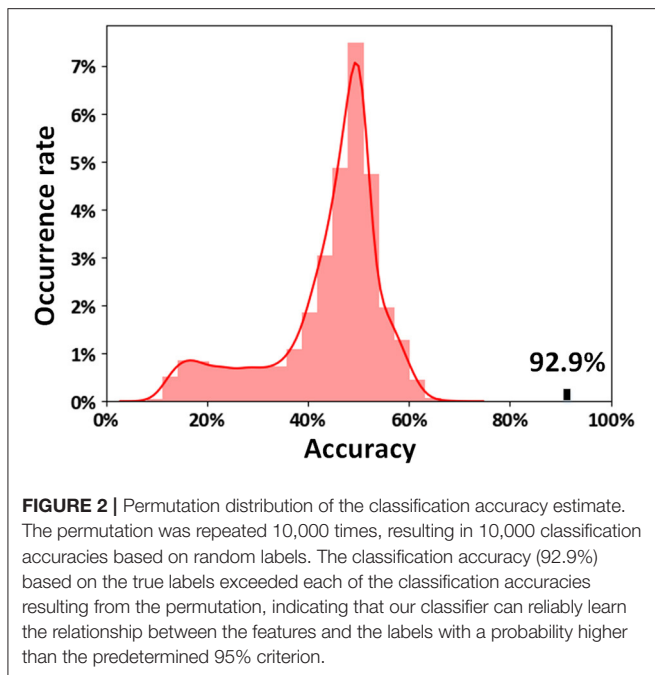 7%
6%
5%
4%
3%
2%
1%
0%
Occurrence rate
92.9%
0%
20%
40%
60%
80%
100%
Accuracy
FIGURE 2 | Permutation distribution of the classification accuracy estimate.
The permutation was repeated 10,000 times, resulting in 10,000 classification
accuracies based on random labels. The classification accuracy (92.9%)
based on the true labels exceeded each of the classification accuracies
resulting from the permutation, indicating that our classifier can reliably learn
the relationship between the features and the labels with a probability higher
than the predetermined 95% criterion.